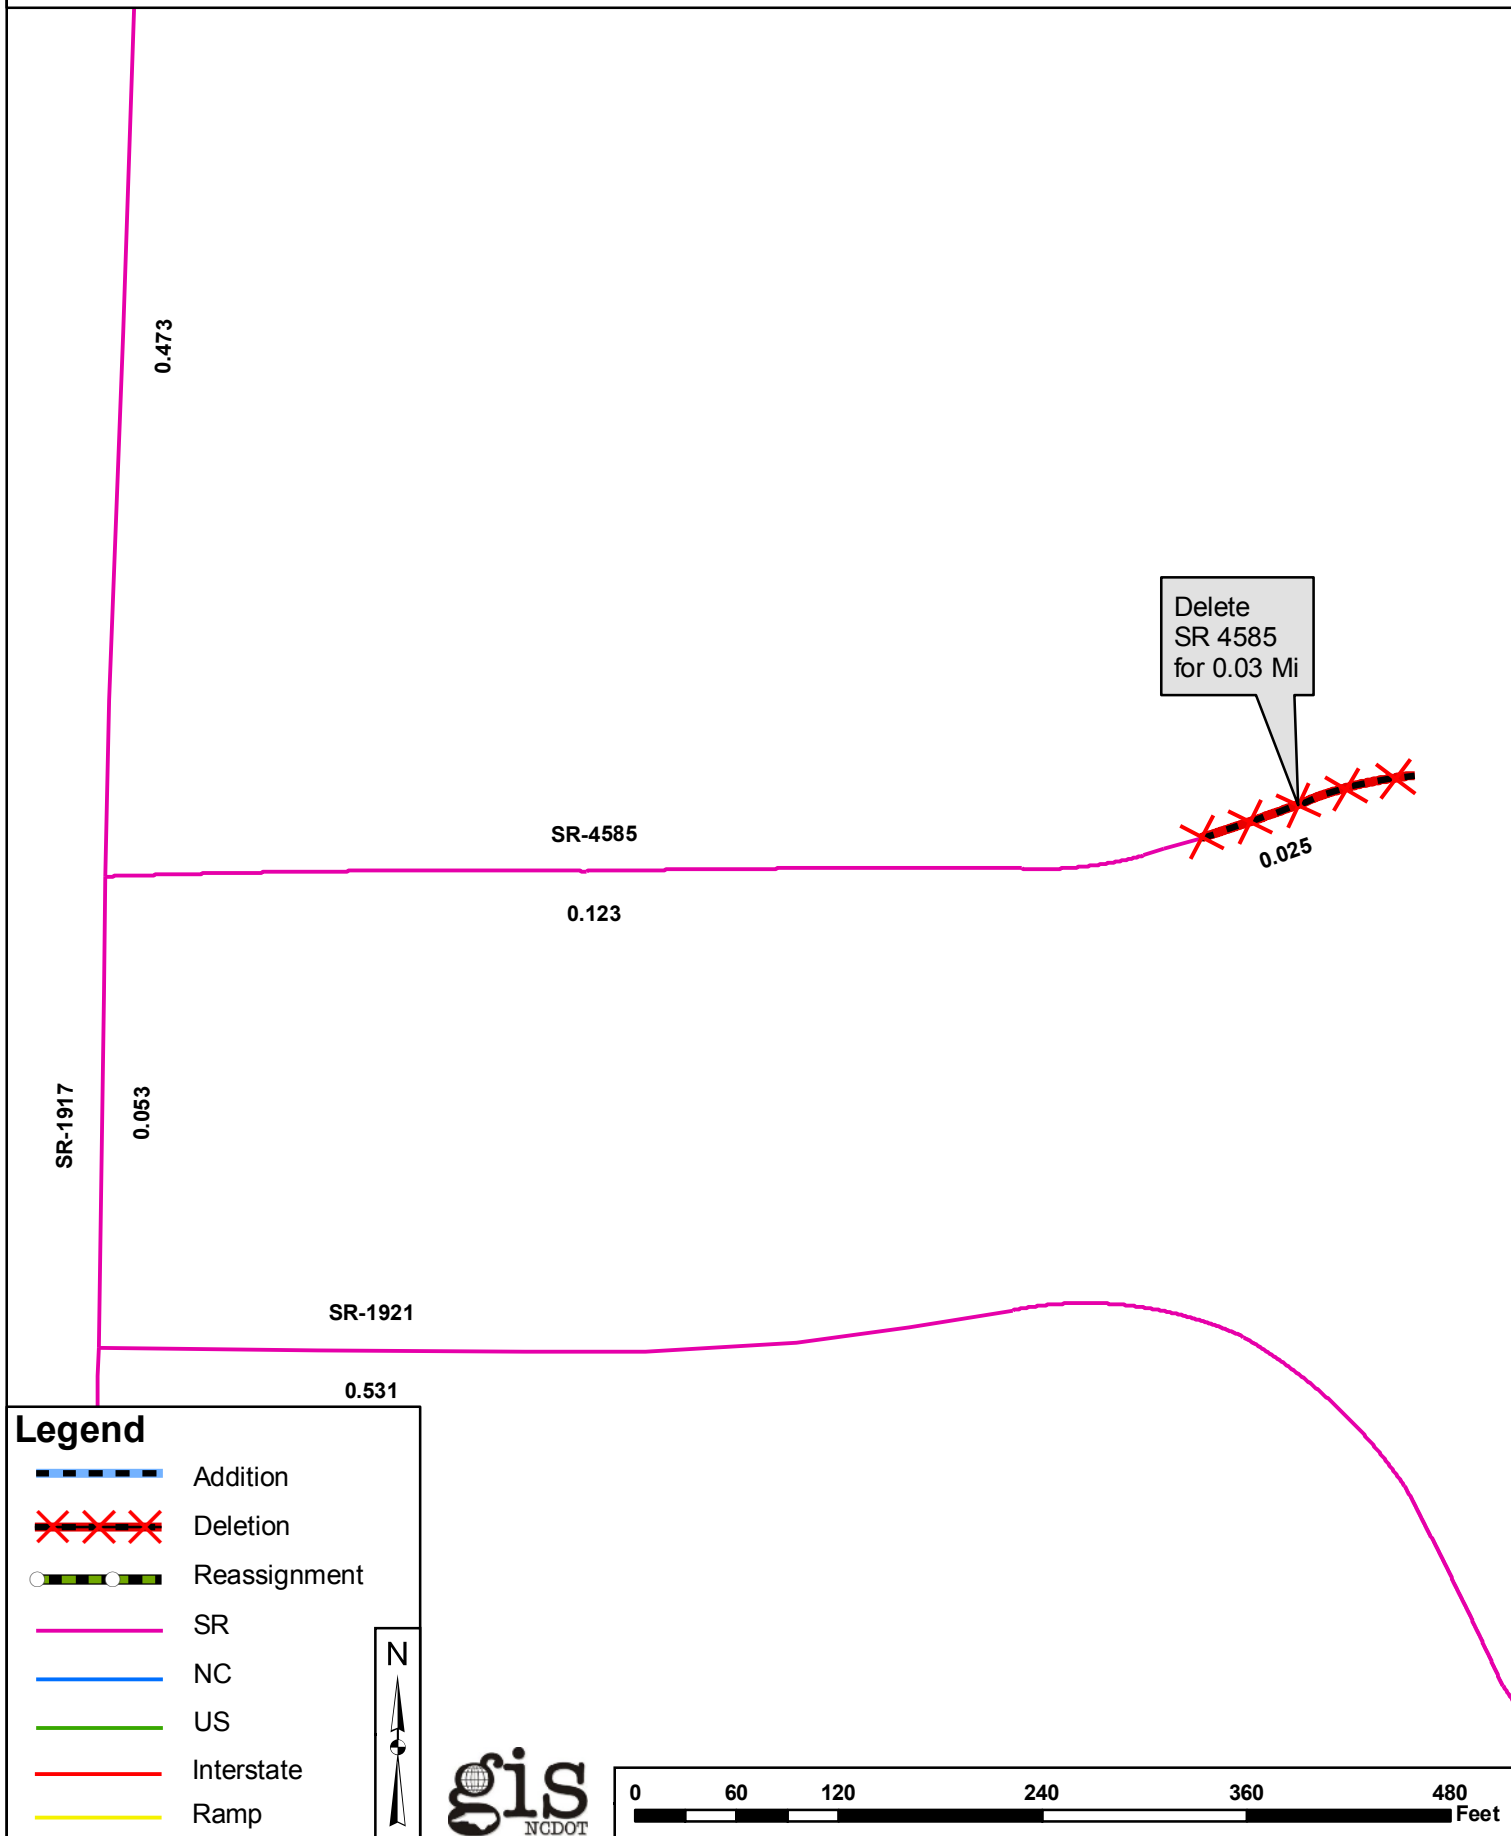 0.473
Delete
SR 4585
for 0.03 Mi
SR-4585
0.025
0.123
SR-1917
0.053
SR-1921
0.531
Legend
Addition
Deletion
Reassignment
SR
NC
US
Interstate
Ramp
N
gis
NCDOT
0 60 120 240 360 480
Feet